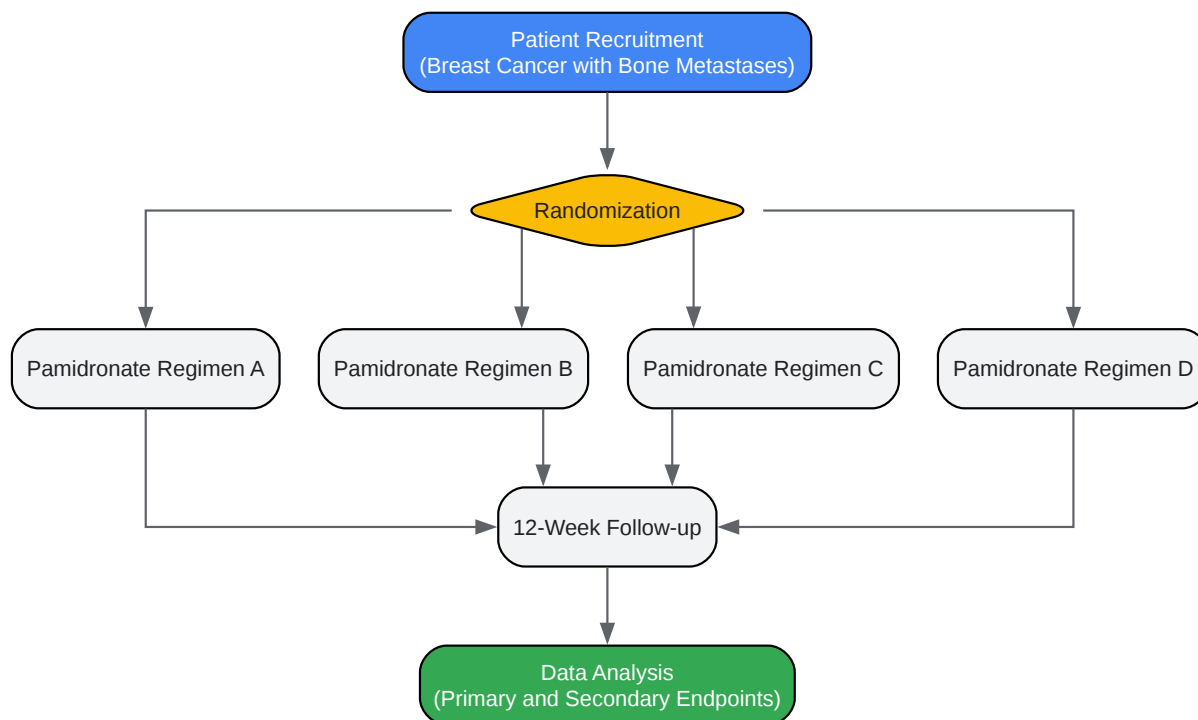 Patient Recruitment
(Breast Cancer with Bone Metastases)
Randomization
Pamidronate Regimen A
Pamidronate Regimen B
Pamidronate Regimen C
Pamidronate Regimen D
12-Week Follow-up
Data Analysis
(Primary and Secondary Endpoints)